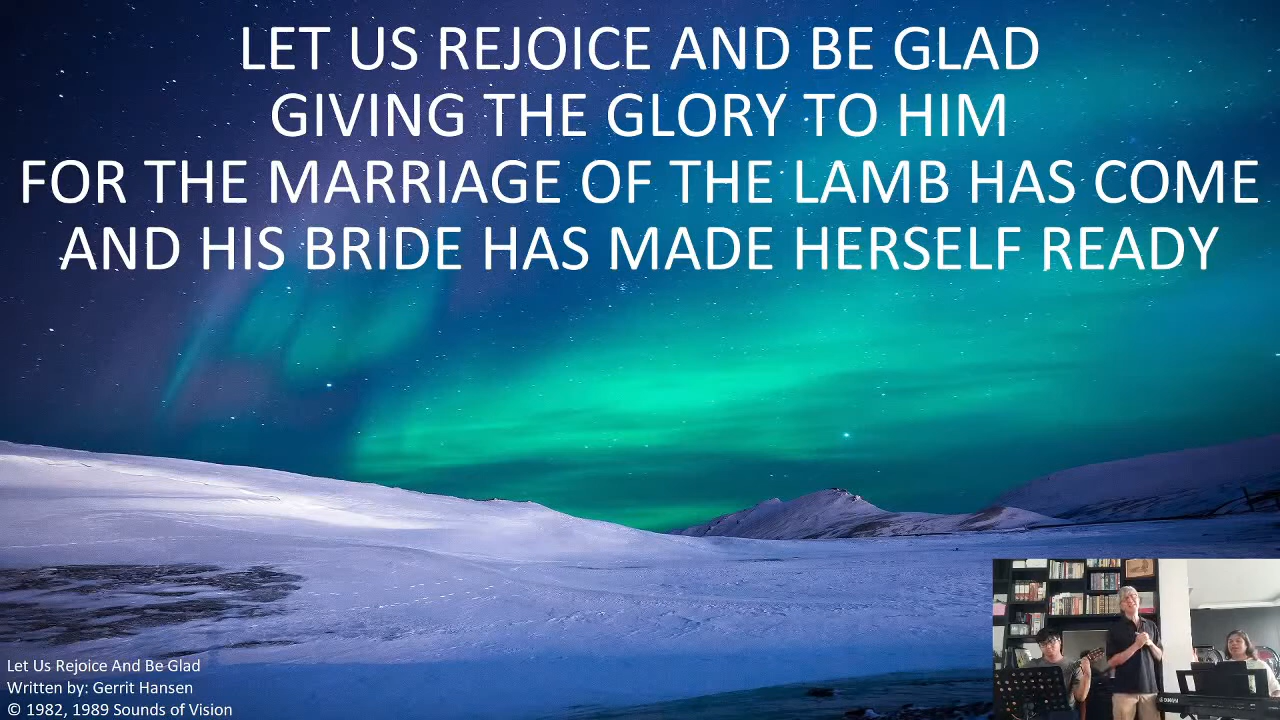 LET US REJOICE AND BE GLAD
GIVING THE GLORY TO HIM
FOR THE MARRIAGE OF THE LAMB HAS COME
AND HIS BRIDE HAS MADE HERSELF READY
Let Us Rejoice And Be Glad
Written by: Gerrit Hansen
© 1982, 1989 Sounds of Vision